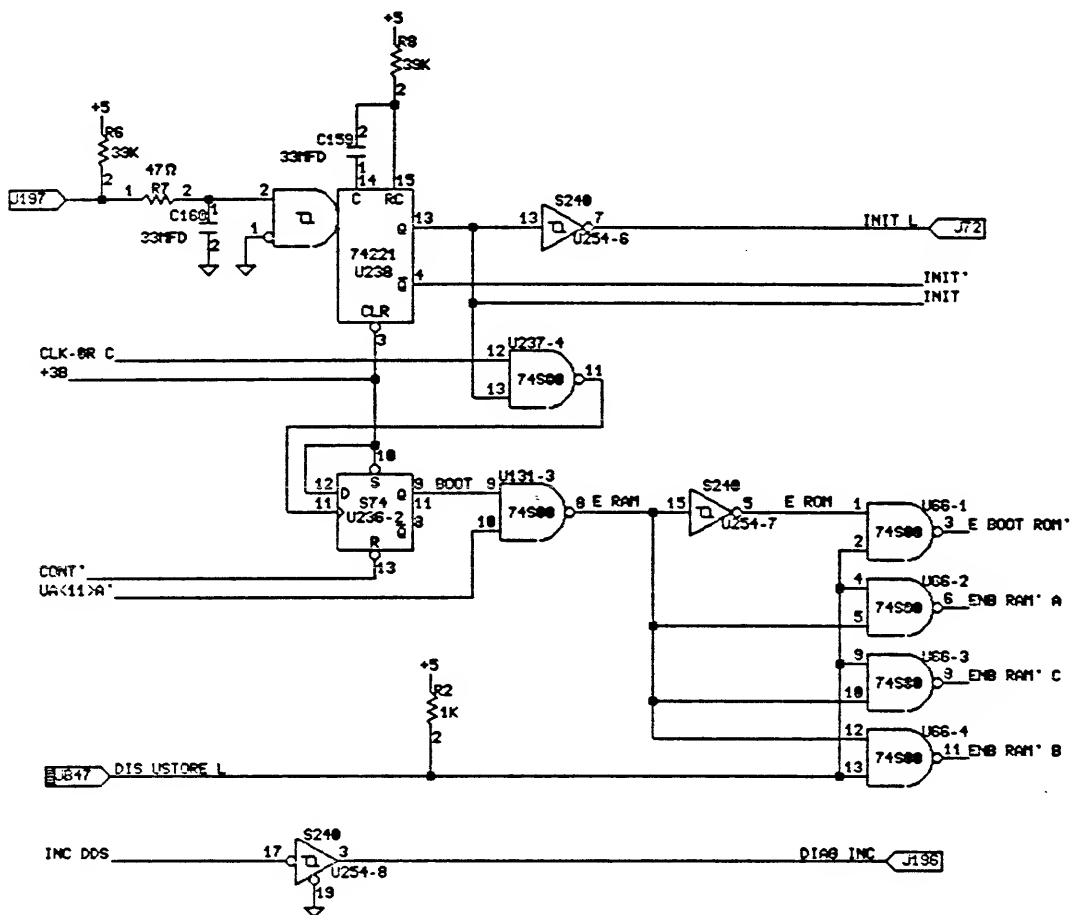 +5
R8
39K
2
+5
R6
39K
2
47Ω
1 R7 2
J197
C160
1
33MFD
2
2
1
C159
2
33MFD
1
14 15
C RC
Q 13
74221
U238
Q 4
CLR
3
S240
13 7
U254-6
INIT L
J72
INIT'
INIT
CLK-8R C
+3B
U237-4
12
74S00
13
11
10
S
12 D Q 9
11 S74 11
U236-2
Q 8
R
13
BOOT
CONT'
UA<11>A'
U131-3
9
74S00
10
8
E RAM
S240
15 5
U254-7
E ROM
U66-1
1
2
74S00
3 E BOOT ROM'
U66-2
4
74S00
5
6 ENB RAM' A
U66-3
9
74S00
10
ENB RAM' C
U66-4
12
74S00
13
11 ENB RAM' B
+5
R2
1K
2
DIS USTORE L
S240
INC DDS 17 3
U254-8
19
DIAG INC
J196